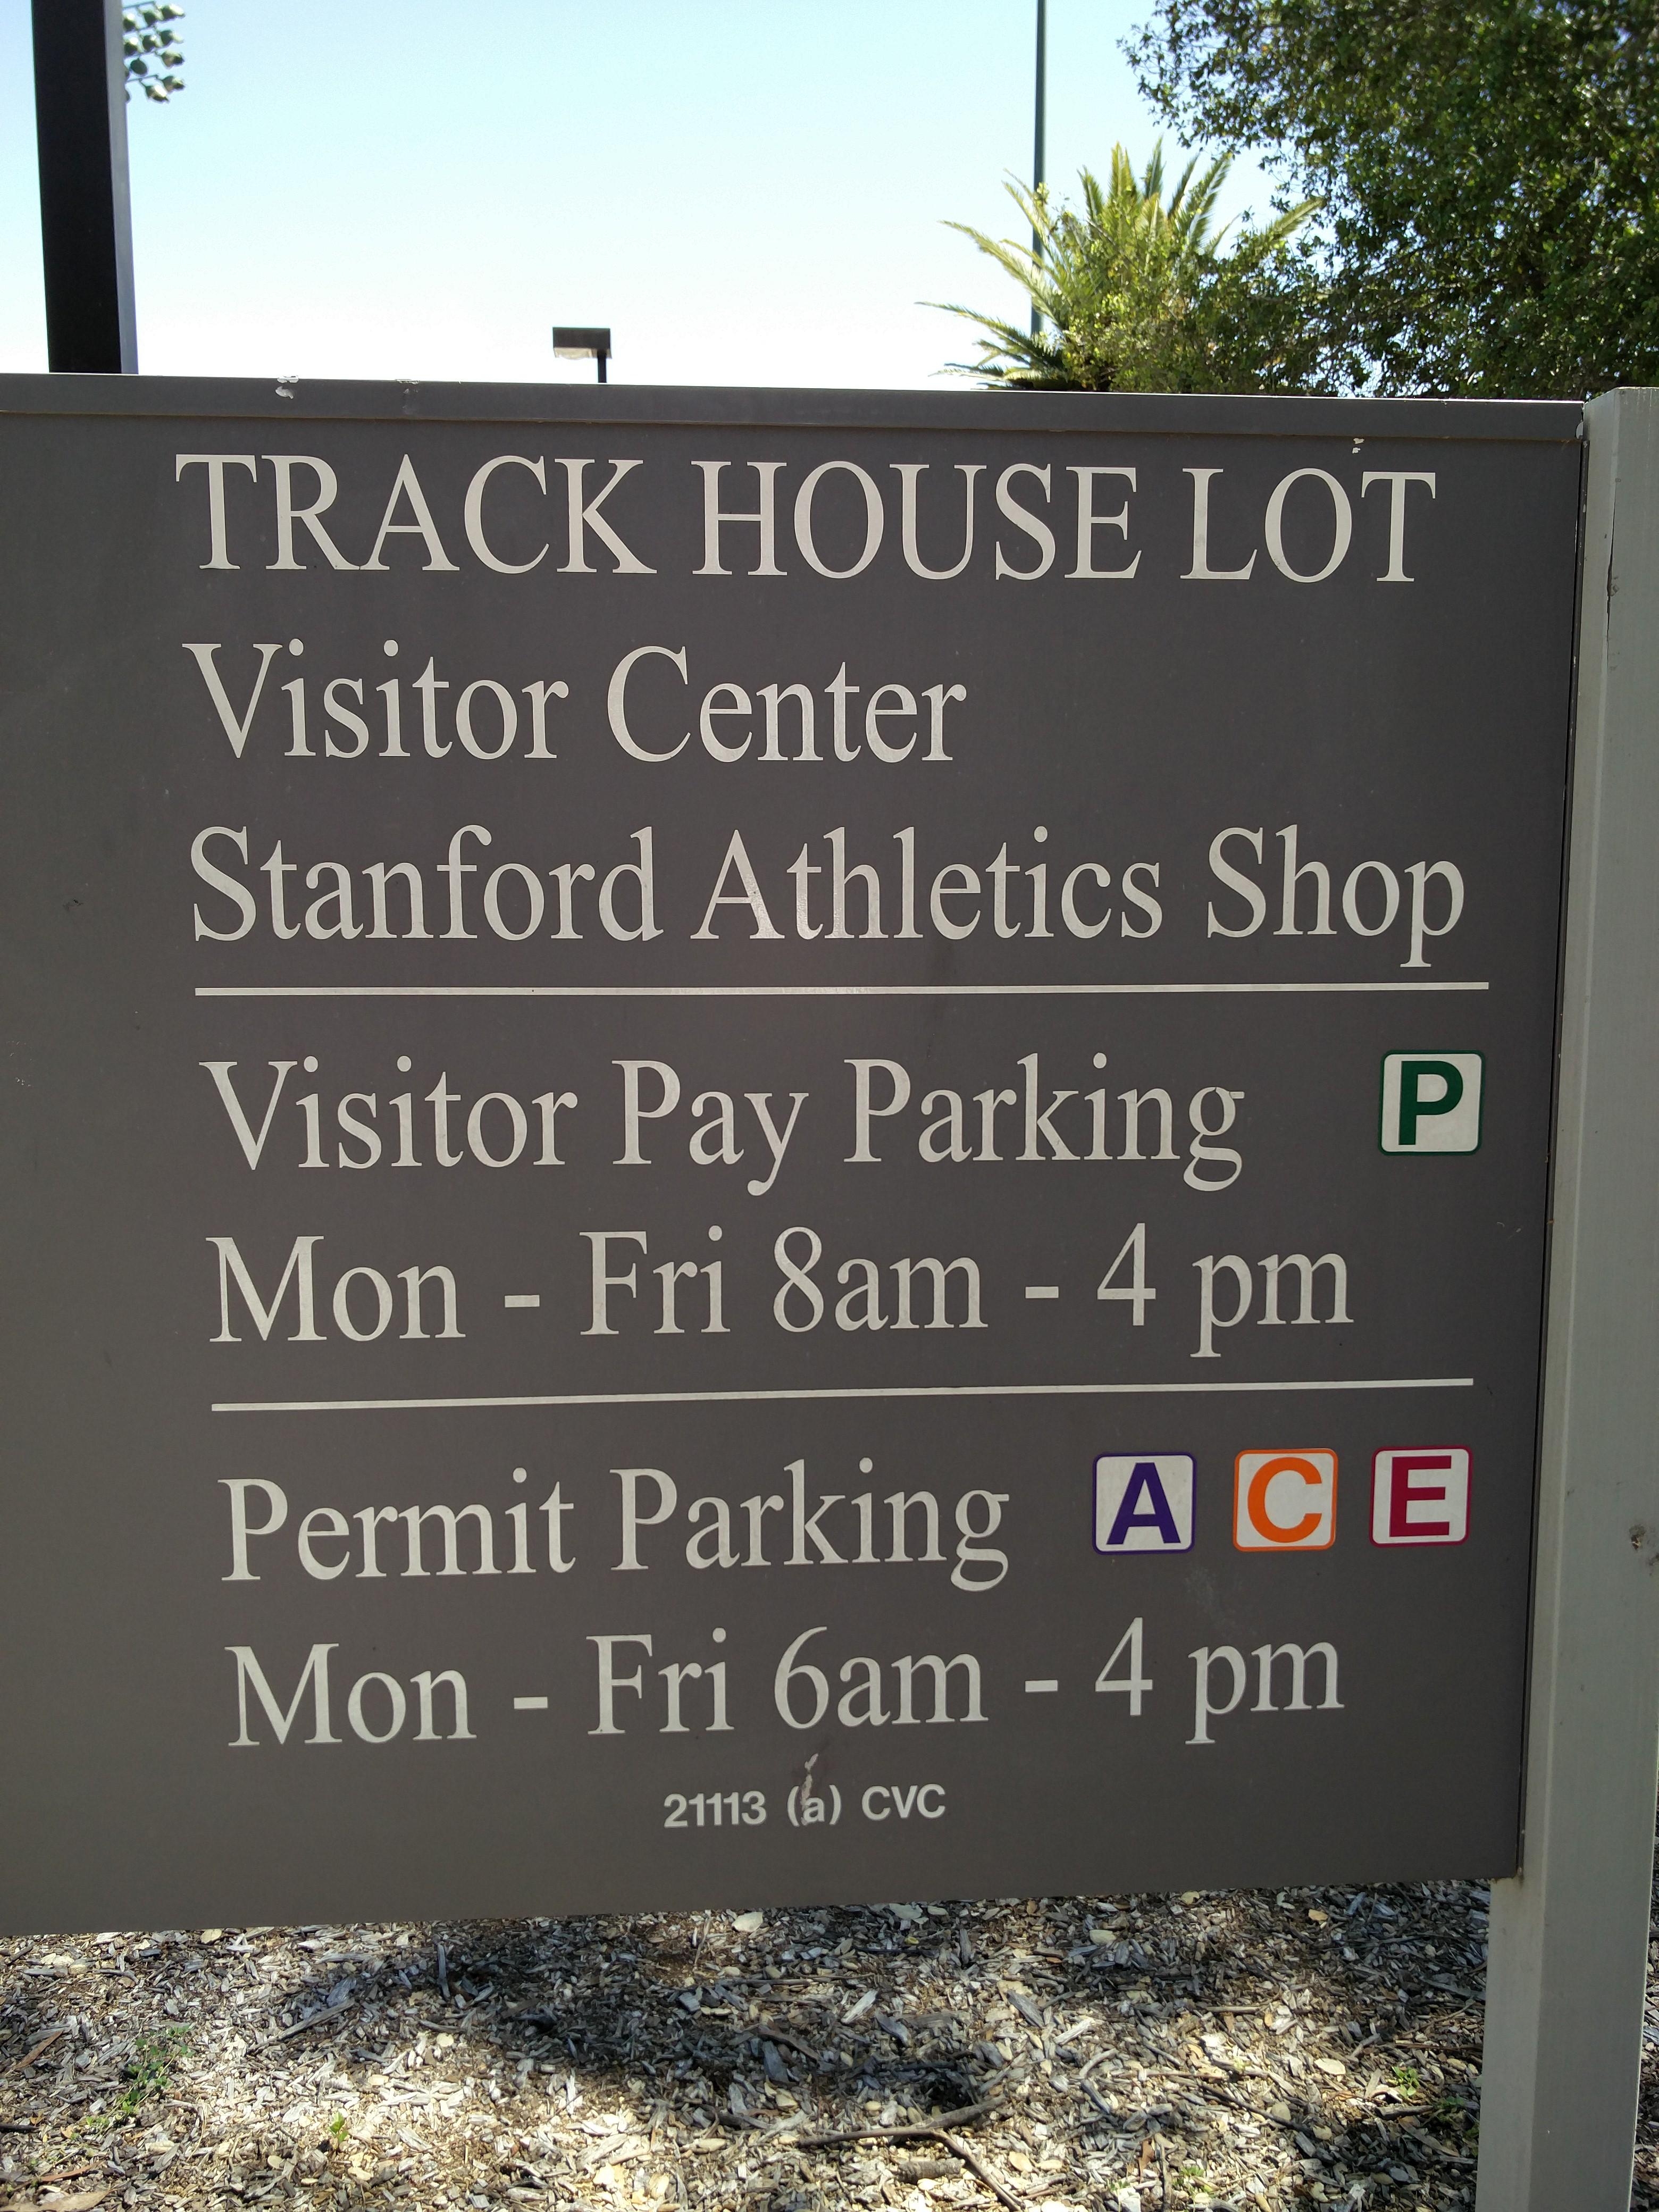 TRACK HOUSE LOT
Visitor Center
Stanford Athletics Shop
Visitor Pay Parking P
Mon - Fri 8am - 4 pm
Permit Parking A C E
Mon - Fri 6am - 4 pm
21113 (a) CVC